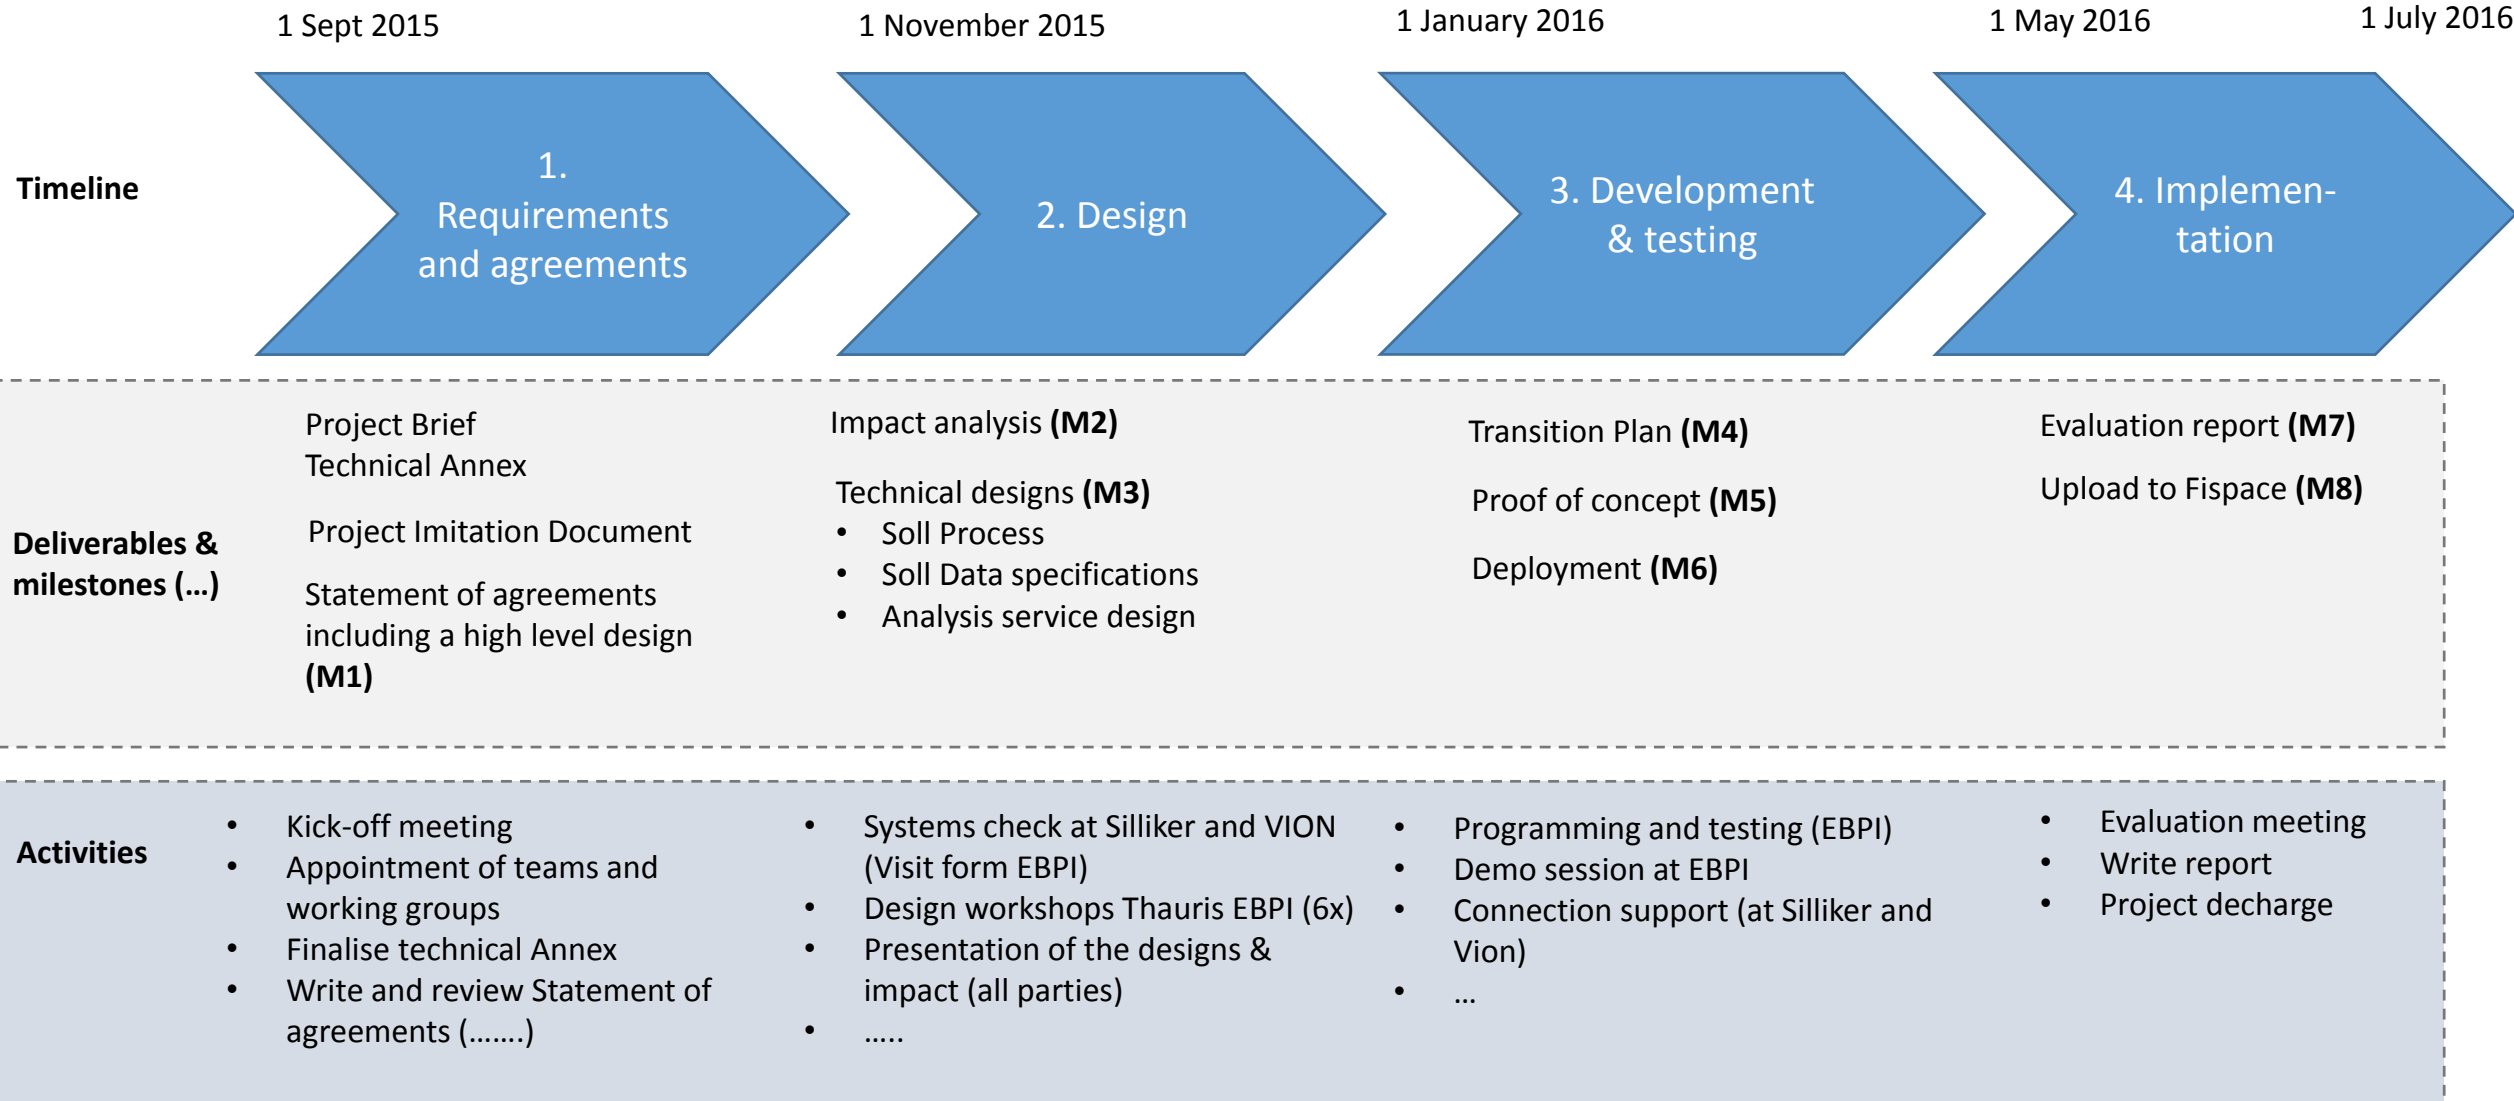 1 Sept 2015
1 November 2015
1 January 2016
1 May 2016
1 July 2016
Timeline
1.
Requirements
and agreements
2. Design
3. Development
& testing
4. Implemen-
tation
Deliverables &
milestones (...)
Project Brief
Technical Annex
Project Imitation Document
Statement of agreements
including a high level design
(M1)
Impact analysis (M2)
Technical designs (M3)
• Soll Process
• Soll Data specifications
• Analysis service design
Transition Plan (M4)
Proof of concept (M5)
Deployment (M6)
Evaluation report (M7)
Upload to Fispace (M8)
Activities
• Kick-off meeting
• Appointment of teams and
working groups
• Finalise technical Annex
• Write and review Statement of
agreements (.......)
• Systems check at Silliker and VION
(Visit form EBPI)
• Design workshops Thauris EBPI (6x)
• Presentation of the designs &
impact (all parties)
• .....
• Programming and testing (EBPI)
• Demo session at EBPI
• Connection support (at Silliker and
Vion)
• ...
• Evaluation meeting
• Write report
• Project decharge